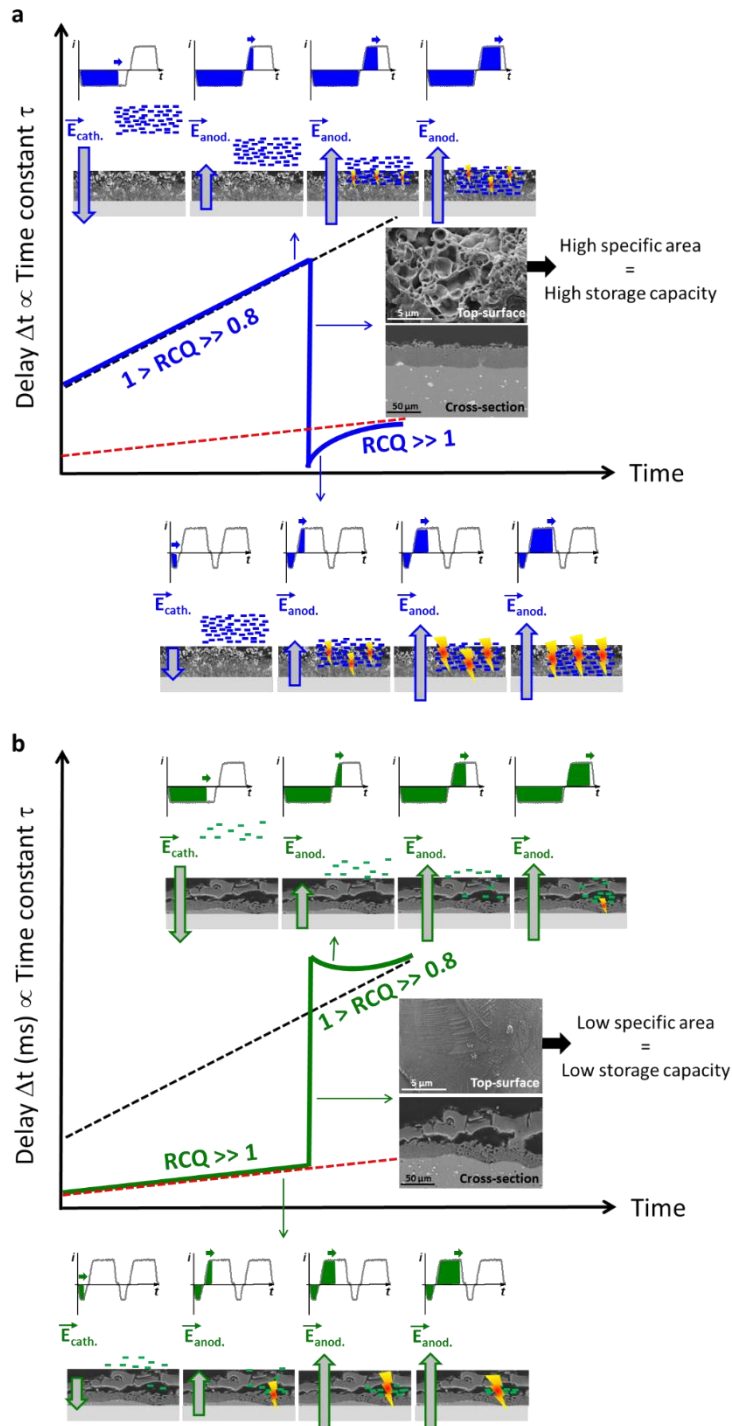 a
i
t
i
t
i
t
i
t
E cath.
E anod.
E anod.
E anod.
Delay Δt ∝ Time constant τ
1 > RCQ >> 0.8
5 µm
Top-surface
High specific area
=
High storage capacity
50 µm
Cross-section
RCQ >> 1
Time
i
t
i
t
i
t
i
t
E cath.
E anod.
E anod.
E anod.
b
i
t
i
t
i
t
i
t
E cath.
E anod.
E anod.
E anod.
Delay Δt (ms) ∝ Time constant τ
1 > RCQ >> 0.8
5 µm
Top-surface
Low specific area
=
Low storage capacity
50 µm
Cross-section
RCQ >> 1
Time
i
t
i
t
i
t
i
t
E cath.
E anod.
E anod.
E anod.